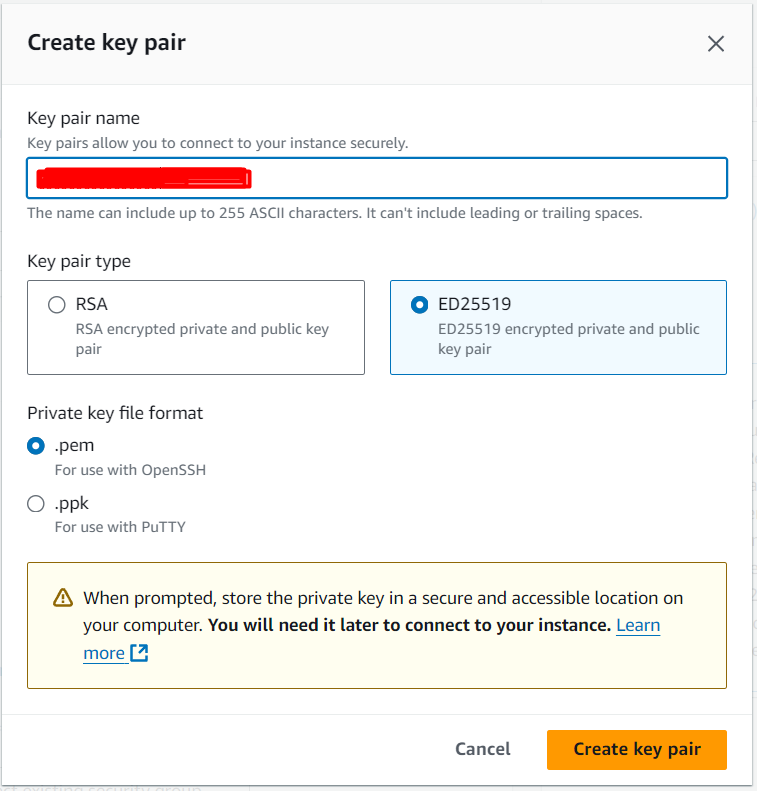 Create key pair
Key pair name
Key pairs allow you to connect to your instance securely.
The name can include up to 255 ASCII characters. It can't include leading or trailing spaces.
Key pair type
RSA
RSA encrypted private and public key
pair
ED25519
ED25519 encrypted private and public
key pair
Private key file format
.pem
For use with OpenSSH
.ppk
For use with PuTTY
When prompted, store the private key in a secure and accessible location on
your computer. You will need it later to connect to your instance. Learn
more
Cancel
Create key pair